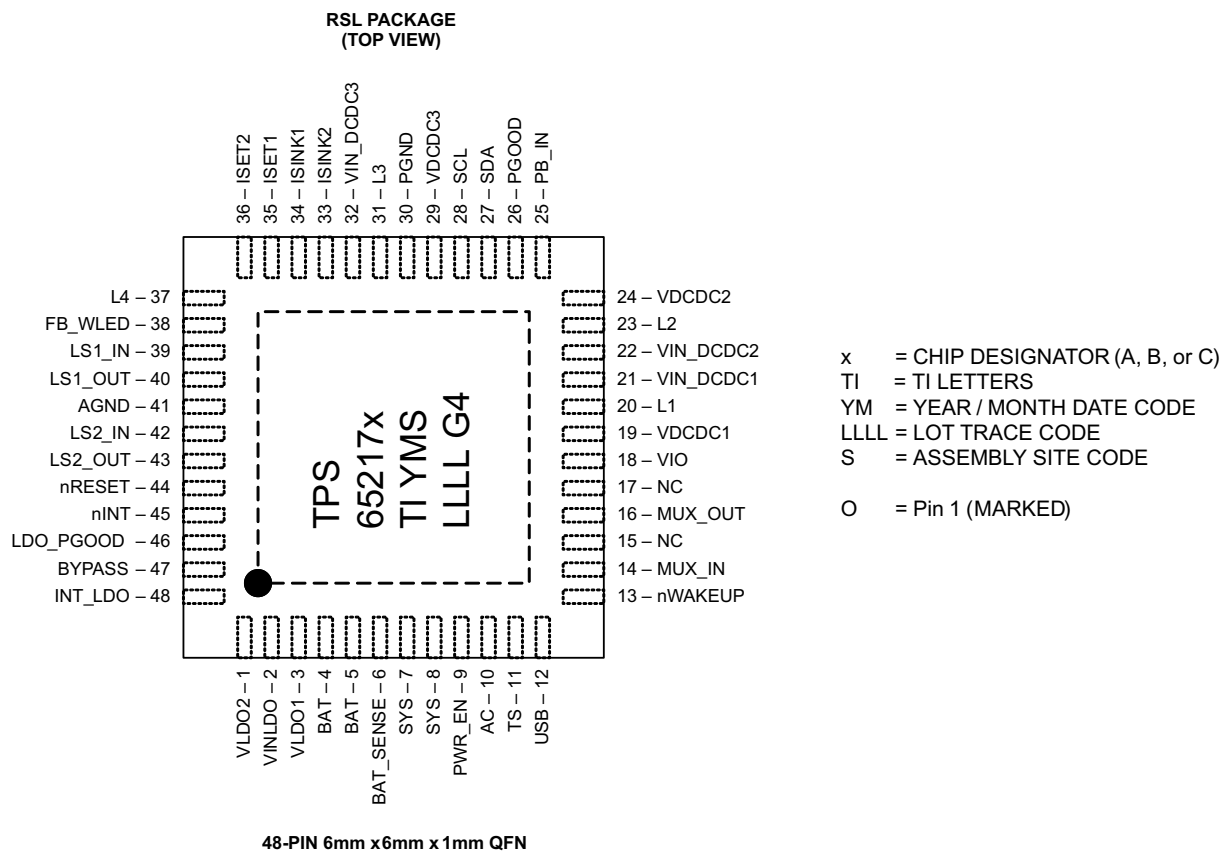 RSL PACKAGE
(TOP VIEW)
36 – ISET2
35 – ISET1
34 – ISINK1
33 – ISINK2
32 – VIN_DCDC3
31 – L3
30 – PGND
29 – VDCDC3
28 – SCL
27 – SDA
26 – PGOOD
25 – PB_IN
L4 – 37
FB_WLED – 38
LS1_IN – 39
LS1_OUT – 40
AGND – 41
LS2_IN – 42
LS2_OUT – 43
nRESET – 44
nINT – 45
LDO_PGOOD – 46
BYPASS – 47
INT_LDO – 48
TPS
65217x
TI YMS
LLLL G4
24 – VDCDC2
23 – L2
22 – VIN_DCDC2
21 – VIN_DCDC1
20 – L1
19 – VDCDC1
18 – VIO
17 – NC
16 – MUX_OUT
15 – NC
14 – MUX_IN
13 – nWAKEUP
VLDO2 – 1
VINLDO – 2
VLDO1 – 3
BAT – 4
BAT – 5
BAT_SENSE – 6
SYS – 7
SYS – 8
PWR_EN – 9
AC – 10
TS – 11
USB – 12
x = CHIP DESIGNATOR (A, B, or C)
TI = TI LETTERS
YM = YEAR / MONTH DATE CODE
LLLL = LOT TRACE CODE
S = ASSEMBLY SITE CODE
O = Pin 1 (MARKED)
48-PIN 6mm x 6mm x 1mm QFN